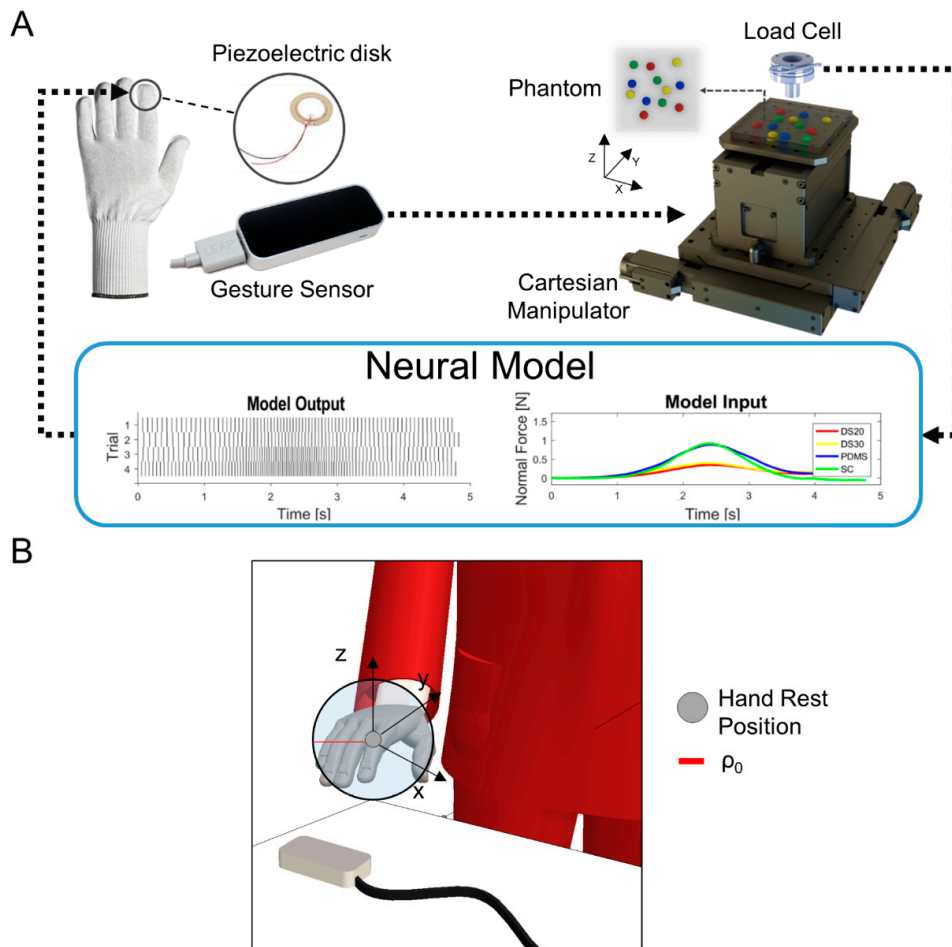 A
Piezoelectric disk
Load Cell
Phantom
Z
Y
X
LEAP
Gesture Sensor
Cartesian
Manipulator
Neural Model
Model Output
Trial
1
2
3
4
0 1 2 3 4 5
Time [s]
Model Input
Normal Force [N]
1.5
1
0.5
0
0 1 2 3 4 5
Time [s]
DS20
DS30
PDMS
SC
B
z
y
x
Hand Rest
Position
ρ0